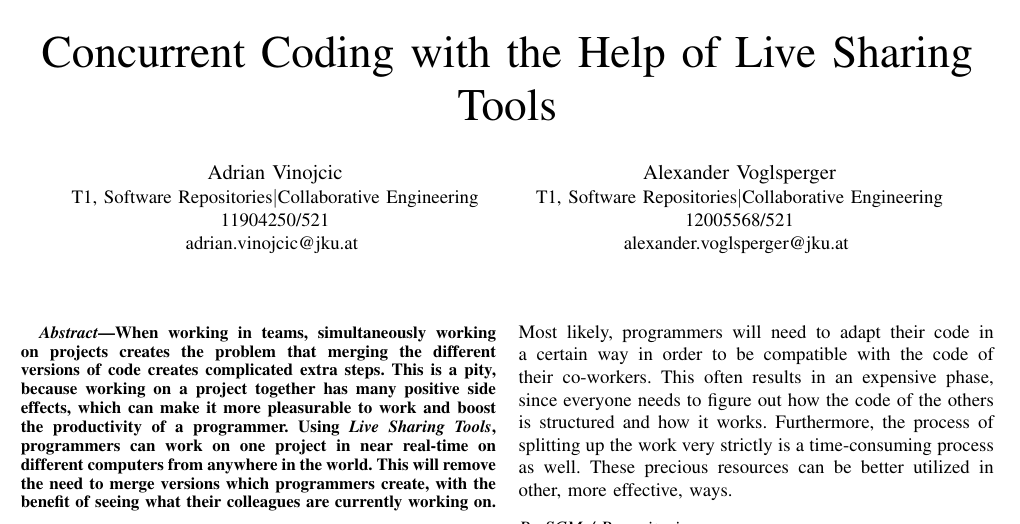 Concurrent Coding with the Help of Live Sharing
Tools
Adrian Vinojcic
T1, Software Repositories|Collaborative Engineering
11904250/521
adrian.vinojcic@jku.at
Alexander Voglsperger
T1, Software Repositories|Collaborative Engineering
12005568/521
alexander.voglsperger@jku.at
Abstract—When working in teams, simultaneously working
on projects creates the problem that merging the different
versions of code creates complicated extra steps. This is a pity,
because working on a project together has many positive side
effects, which can make it more pleasurable to work and boost
the productivity of a programmer. Using Live Sharing Tools,
programmers can work on one project in near real-time on
different computers from anywhere in the world. This will remove
the need to merge versions which programmers create, with the
benefit of seeing what their colleagues are currently working on.
Most likely, programmers will need to adapt their code in
a certain way in order to be compatible with the code of
their co-workers. This often results in an expensive phase,
since everyone needs to figure out how the code of the others
is structured and how it works. Furthermore, the process of
splitting up the work very strictly is a time-consuming process
as well. These precious resources can be better utilized in
other, more effective, ways.